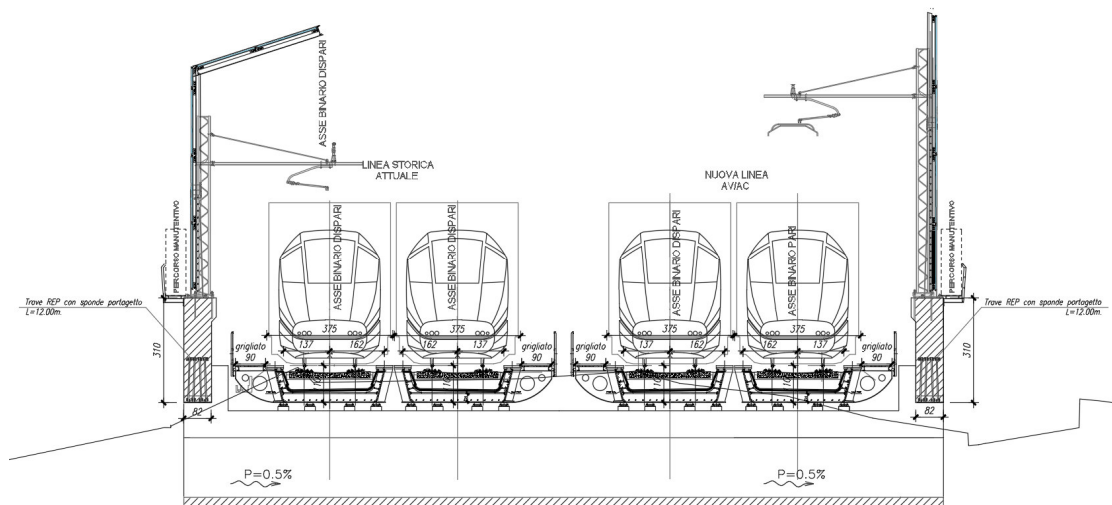 ASSE BINARIO DISPARI
LINEA STORICA
ATTUALE
NUOVA LINEA
AV/AC
PERCORSO MANUTENTIVO
PERCORSO MANUTENTIVO
ASSE BINARIO DISPARI
ASSE BINARIO DISPARI
ASSE BINARIO DISPARI
ASSE BINARIO PARI
Trave REP con sponde portagetto
L=12.00m.
Trave REP con sponde portagetto
L=12.00m.
375
375
375
375
310
grigliato
137
162
162
137
grigliato
grigliato
137
162
162
137
grigliato
310
90
90
90
90
82
82
P=0.5%
P=0.5%